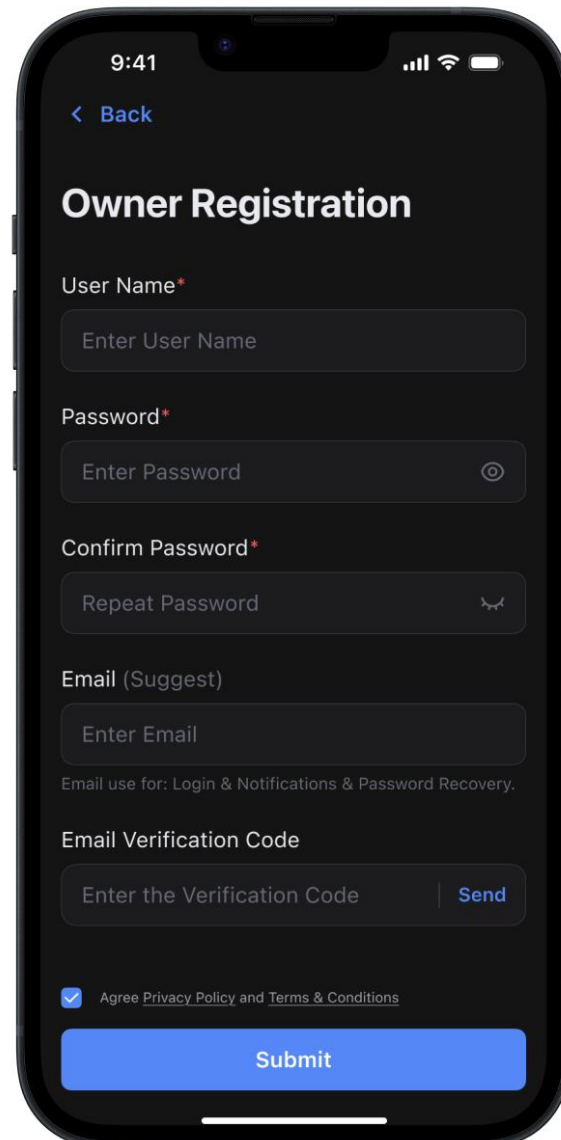 9:41
Back
Owner Registration
User Name*
Enter User Name
Password*
Enter Password
Confirm Password*
Repeat Password
Email (Suggest)
Enter Email
Email use for: Login & Notifications & Password Recovery.
Email Verification Code
Enter the Verification Code Send
Agree Privacy Policy and Terms & Conditions
Submit